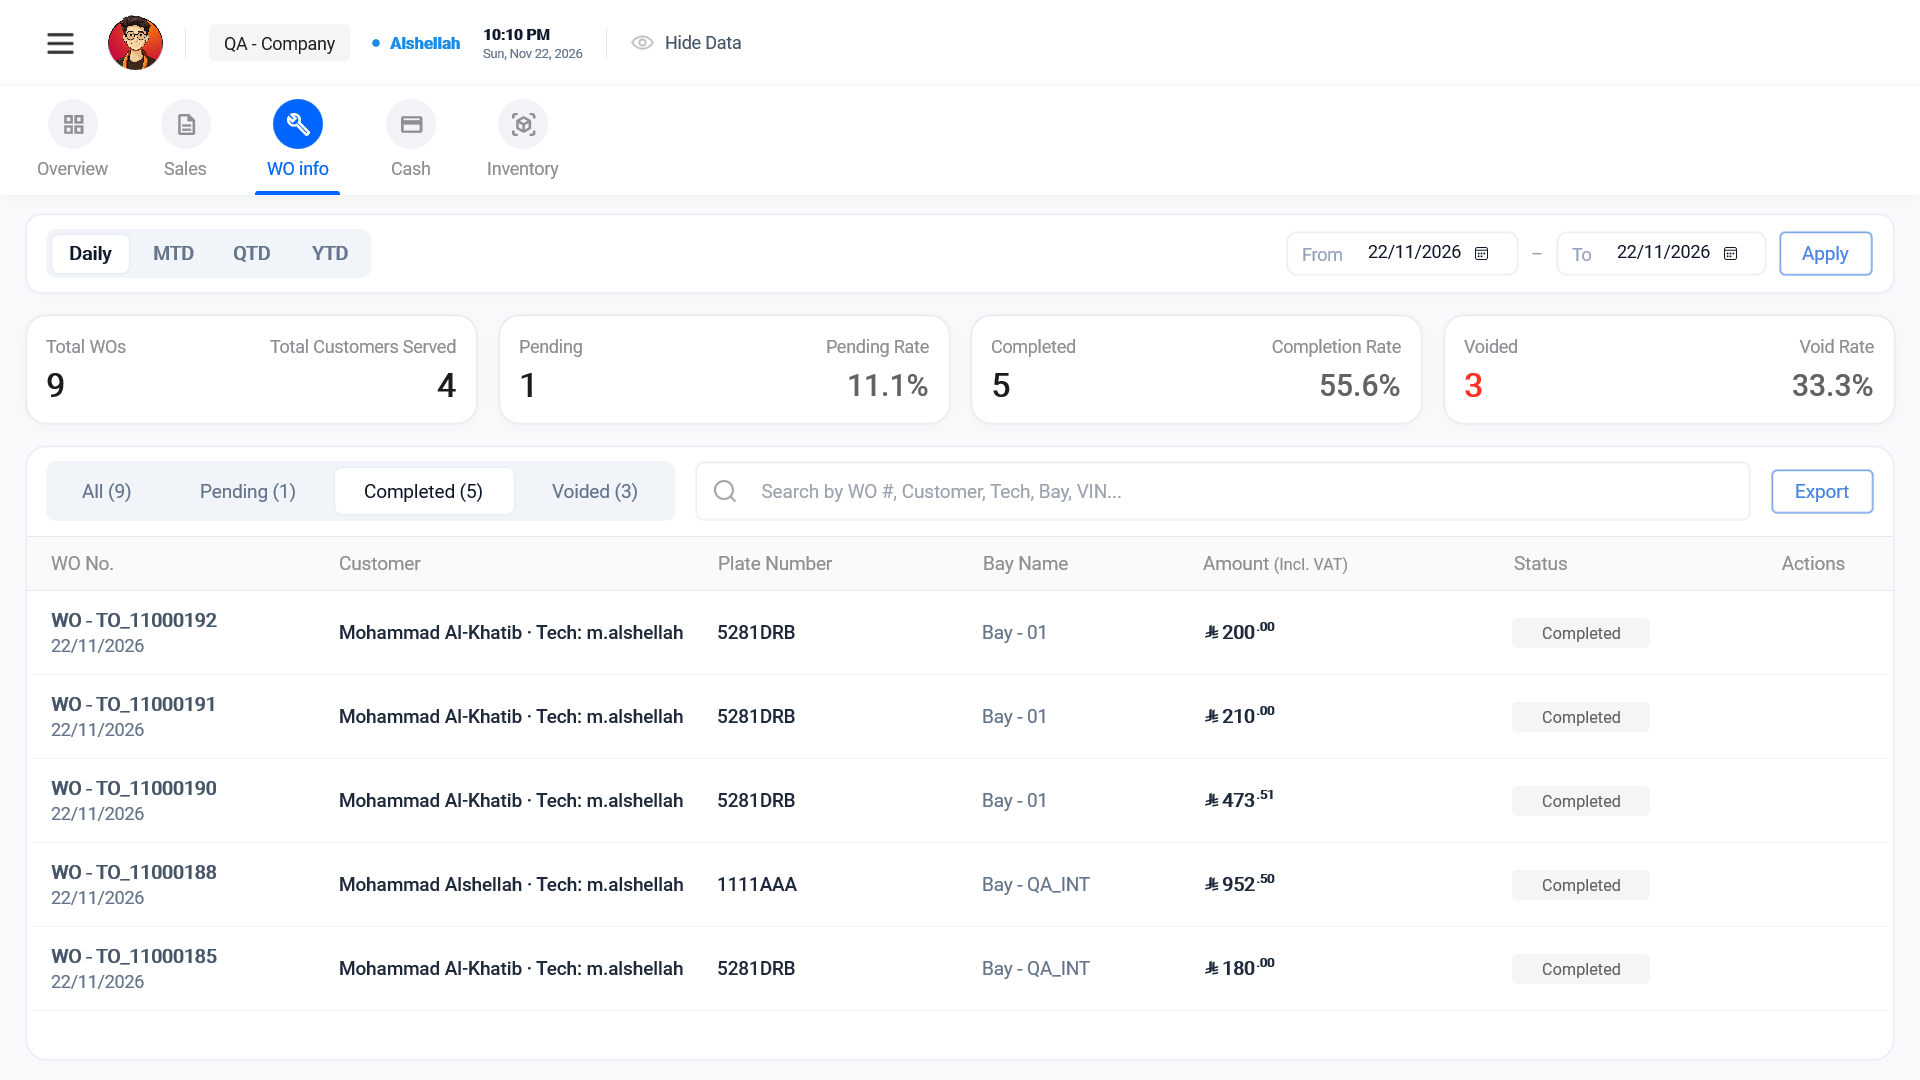 QA - Company
Alshellah
10:10 PM
Sun, Nov 22, 2026
Hide Data
Overview
Sales
WO info
Cash
Inventory
Daily
MTD
QTD
YTD
From 22/11/2026
–
To 22/11/2026
Apply
Total WOs
Total Customers Served
9
4
Pending
Pending Rate
1
11.1%
Completed
Completion Rate
5
55.6%
Voided
Void Rate
3
33.3%
All (9)
Pending (1)
Completed (5)
Voided (3)
Search by WO #, Customer, Tech, Bay, VIN...
Export
WO No.
Customer
Plate Number
Bay Name
Amount (Incl. VAT)
Status
Actions
WO - TO_11000192
22/11/2026
Mohammad Al-Khatib · Tech: m.alshellah
5281DRB
Bay - 01
⃁ 200.00
Completed
WO - TO_11000191
22/11/2026
Mohammad Al-Khatib · Tech: m.alshellah
5281DRB
Bay - 01
⃁ 210.00
Completed
WO - TO_11000190
22/11/2026
Mohammad Al-Khatib · Tech: m.alshellah
5281DRB
Bay - 01
⃁ 473.51
Completed
WO - TO_11000188
22/11/2026
Mohammad Alshellah · Tech: m.alshellah
1111AAA
Bay - QA_INT
⃁ 952.50
Completed
WO - TO_11000185
22/11/2026
Mohammad Al-Khatib · Tech: m.alshellah
5281DRB
Bay - QA_INT
⃁ 180.00
Completed